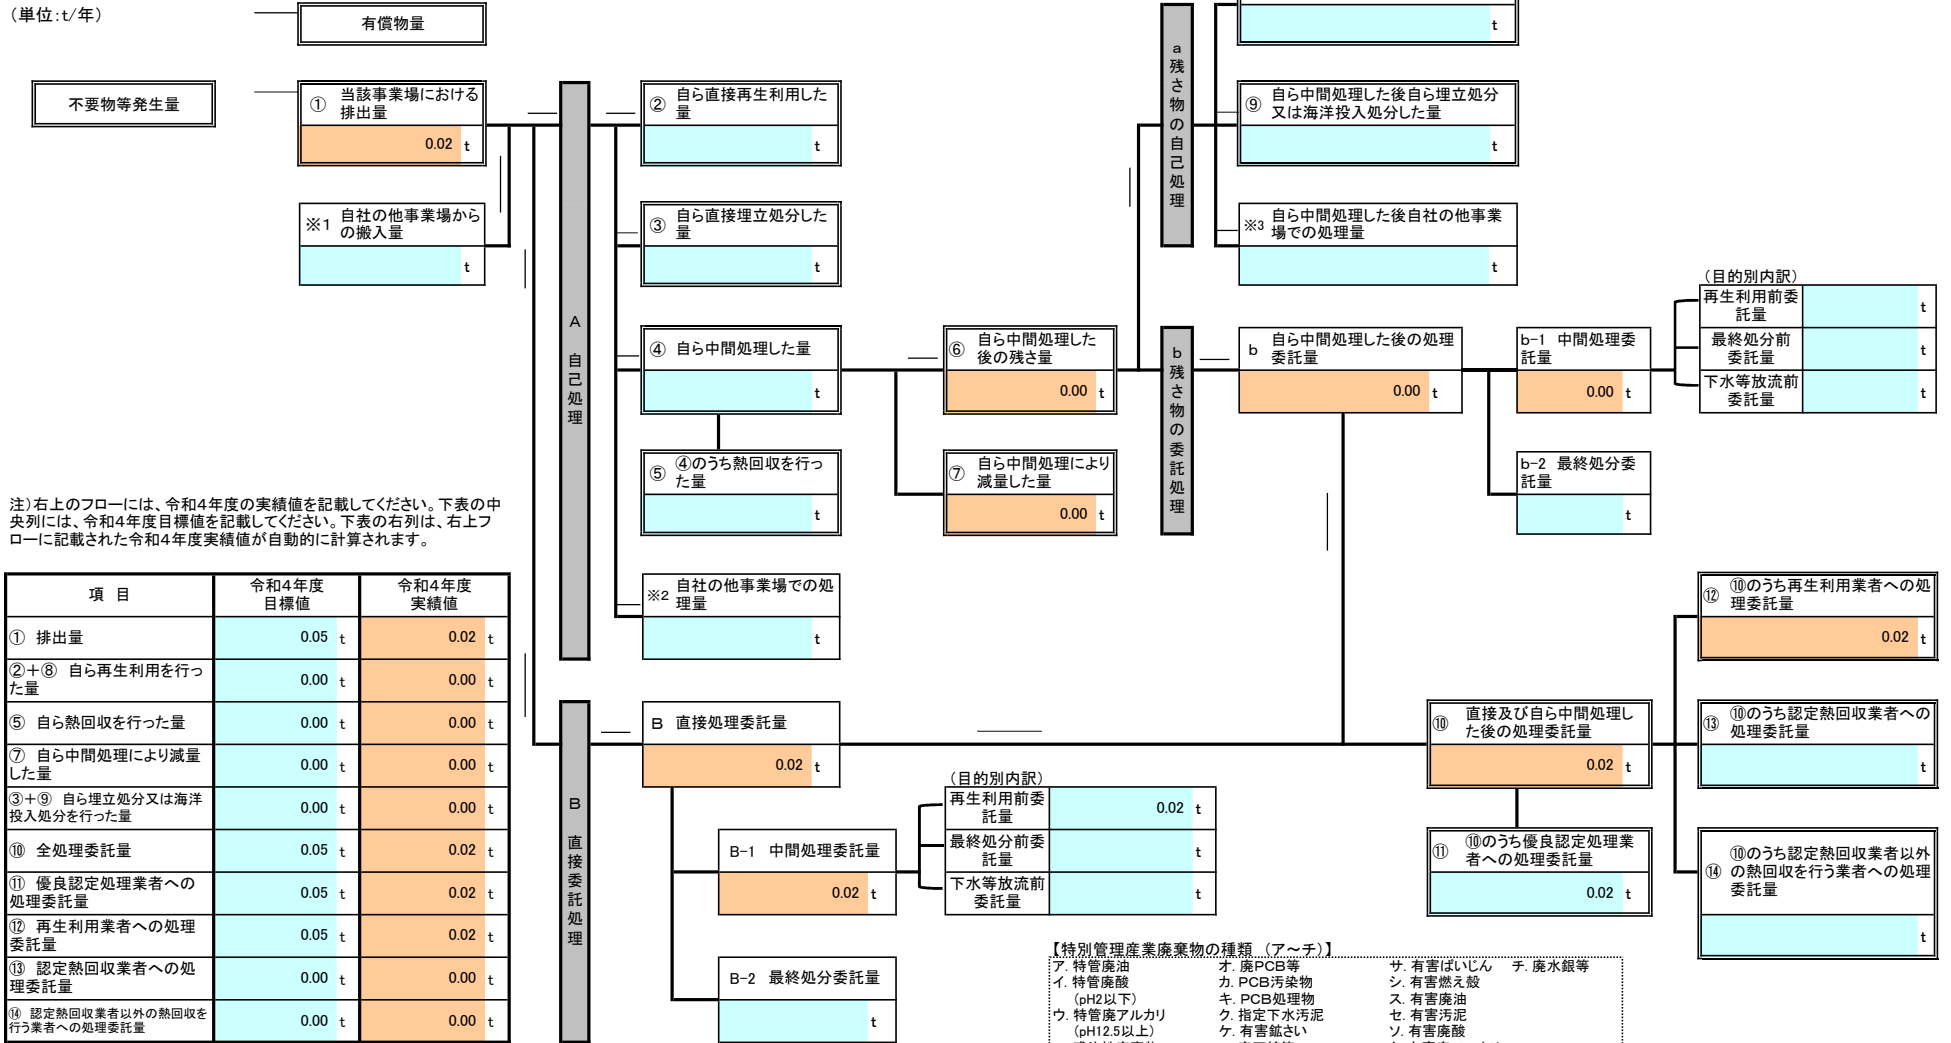 (単位:t/年)
有償物量
t
不要物等発生量
① 当該事業場における
排出量
0.02 t
※1 自社の他事業場から
の搬入量
t
A 自己処理
② 自ら直接再生利用した
量
t
③ 自ら直接埋立処分した
量
t
④ 自ら中間処理した量
t
⑤ ④のうち熱回収を行っ
た量
t
※2 自社の他事業場での処
理量
t
⑥ 自ら中間処理した
後の残さ量
0.00 t
⑦ 自ら中間処理により
減量した量
0.00 t
a 残さ物の自己処理
⑨ 自ら中間処理した後自ら埋立処分
又は海洋投入処分した量
t
※3 自ら中間処理した後自社の他事業
場での処理量
t
b 残さ物の委託処理
b 自ら中間処理した後の処理
委託量
0.00 t
b-1 中間処理委
託量
0.00 t
b-2 最終処分委
託量
t
(目的別内訳)
再生利用前委
託量
t
最終処分前
委託量
t
下水等放流前
委託量
t
注)右上のフローには、令和4年度の実績値を記載してください。下表の中
央列には、令和4年度目標値を記載してください。下表の右列は、右上フ
ローに記載された令和4年度実績値が自動的に計算されます。
項 目 令和4年度 目標値 令和4年度 実績値
① 排出量 0.05 t 0.02 t
②+⑧ 自ら再生利用を行っ
た量 0.00 t 0.00 t
⑤ 自ら熱回収を行った量 0.00 t 0.00 t
⑦ 自ら中間処理により減量
した量 0.00 t 0.00 t
③+⑨ 自ら埋立処分又は海洋
投入処分を行った量 0.00 t 0.00 t
⑩ 全処理委託量 0.05 t 0.02 t
⑪ 優良認定処理業者への
処理委託量 0.05 t 0.02 t
⑫ 再生利用業者への処理
委託量 0.05 t 0.02 t
⑬ 認定熱回収業者への処
理委託量 0.00 t 0.00 t
⑭ 認定熱回収業者以外の熱回収を
行う業者への処理委託量 0.00 t 0.00 t
B 直接委託処理
B 直接処理委託量
0.02 t
B-1 中間処理委託量
0.02 t
B-2 最終処分委託量
t
(目的別内訳)
再生利用前委
託量
0.02 t
最終処分前委
託量
t
下水等放流前
委託量
t
⑩ 直接及び自ら中間処理し
た後の処理委託量
0.02 t
⑪ ⑩のうち優良認定処理業
者への処理委託量
0.02 t
⑫ ⑩のうち再生利用業者への処
理委託量
0.02 t
⑬ ⑩のうち認定熱回収業者への
処理委託量
t
⑭ ⑩のうち認定熱回収業者以外
の熱回収を行う業者への処理
委託量
t
【特別管理産業廃棄物の種類 (ア~チ)】
ア. 特管廃油 オ. 廃PCB等 サ. 有害ばいじん チ. 廃水銀等
イ. 特管廃酸 カ. PCB汚染物 シ. 有害燃え殻
(pH2以下) キ. PCB処理物 ス. 有害廃油
ウ. 特管廃アルカリ ク. 指定下水汚泥 セ. 有害汚泥
(pH12.5以上) ケ. 有害鉱さい ソ. 有害廃酸